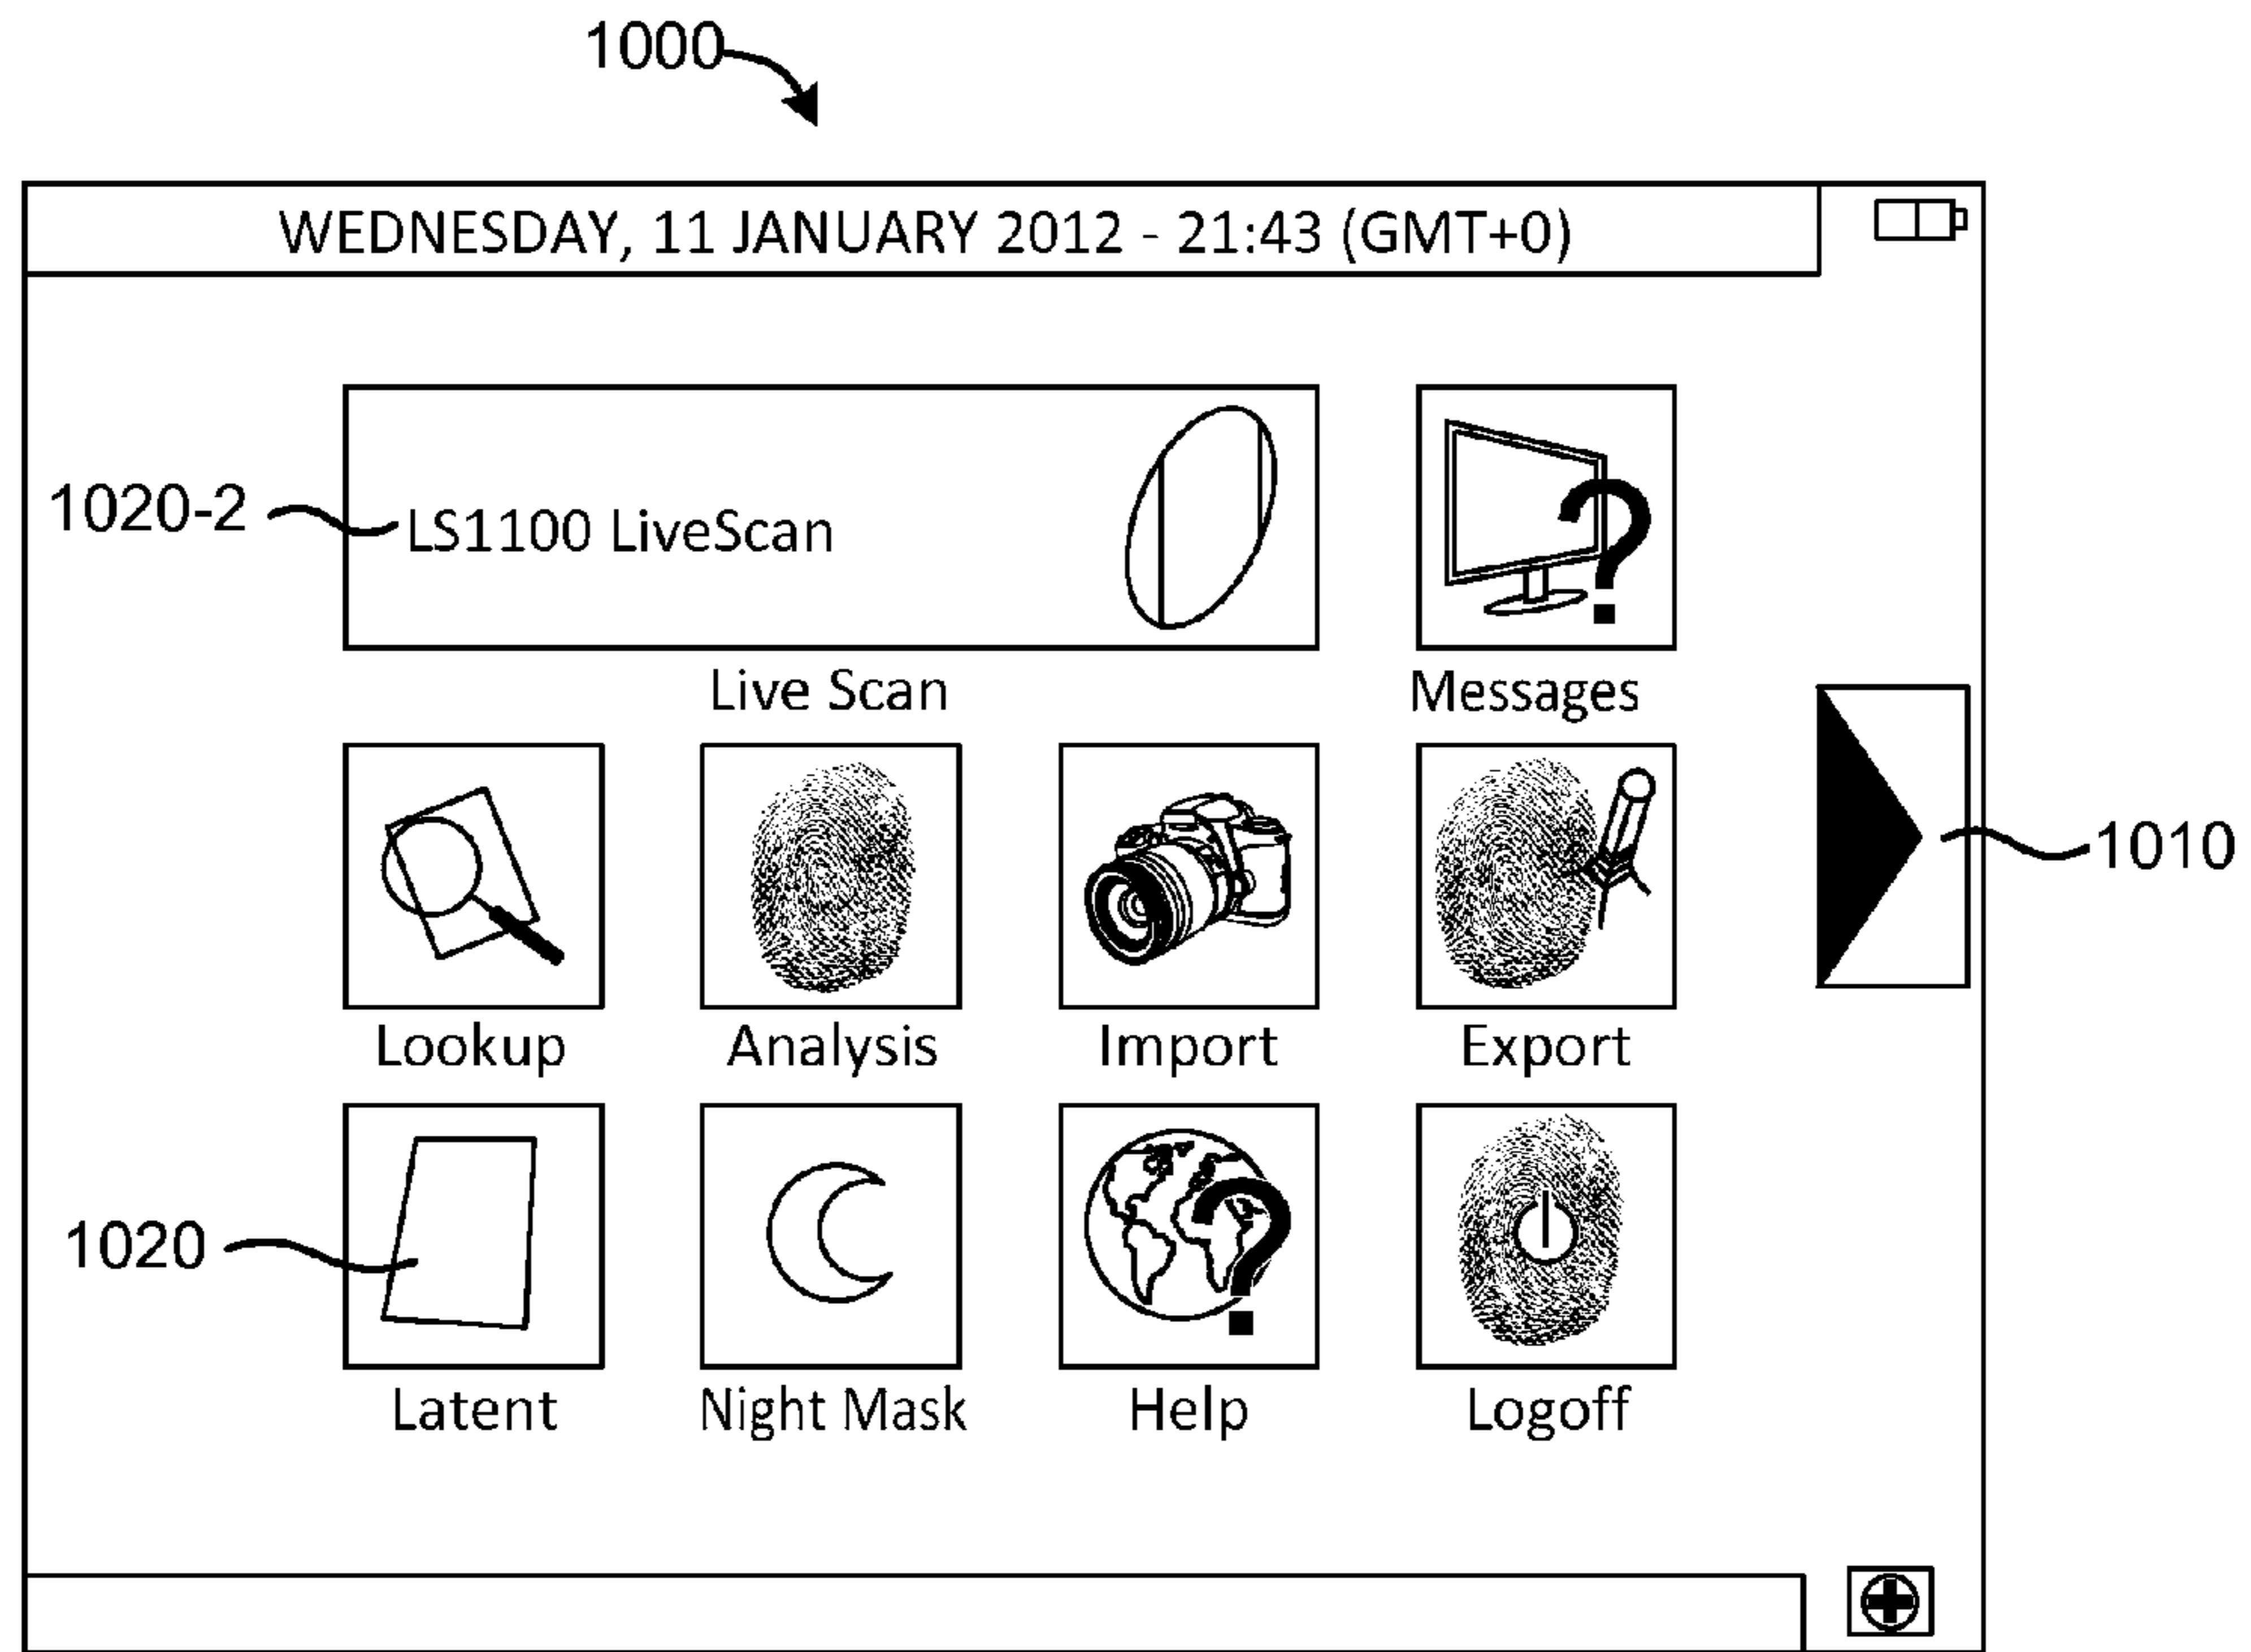 1000
WEDNESDAY, 11 JANUARY 2012 - 21:43 (GMT+0)
1020-2
LS1100 LiveScan
Live Scan
Messages
1010
Lookup
Analysis
Import
Export
1020
Latent
Night Mask
Help
Logoff